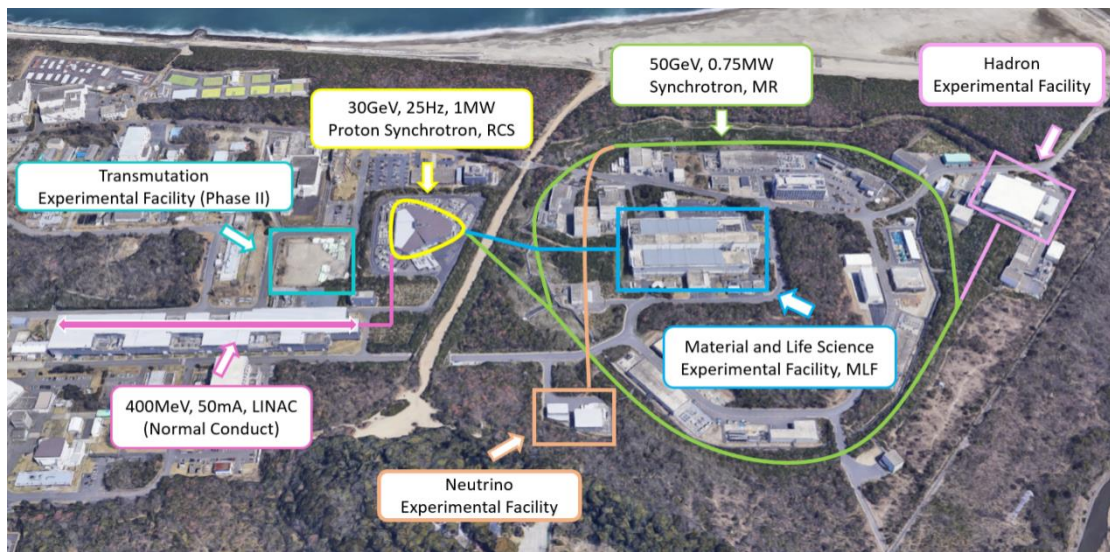 50GeV, 0.75MW
Synchrotron, MR
Hadron
Experimental Facility
30GeV, 25Hz, 1MW
Proton Synchrotron, RCS
Transmutation
Experimental Facility (Phase II)
Material and Life Science
Experimental Facility, MLF
400MeV, 50mA, LINAC
(Normal Conduct)
Neutrino
Experimental Facility